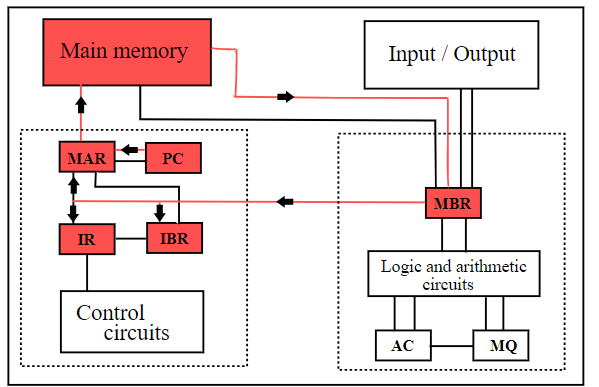 Main memory
Input / Output
MAR
PC
IR
IBR
MBR
Control
circuits
Logic and arithmetic
circuits
AC
MQ